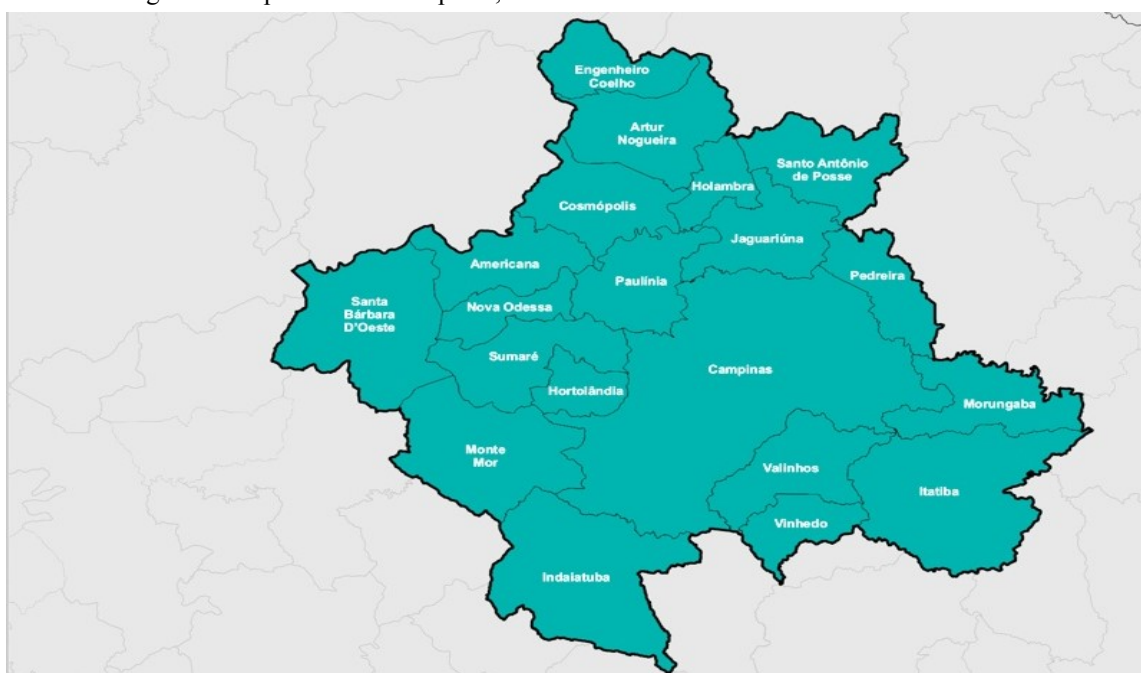 Engenheiro
Coelho
Artur
Nogueira
Santo Antônio
de Posse
Holambra
Cosmópolis
Jaguariúna
Americana
Paulínia
Pedreira
Santa
Bárbara
D'Oeste
Nova Odessa
Sumaré
Campinas
Hortolândia
Morungaba
Monte
Mor
Valinhos
Itatiba
Vinhedo
Indaiatuba